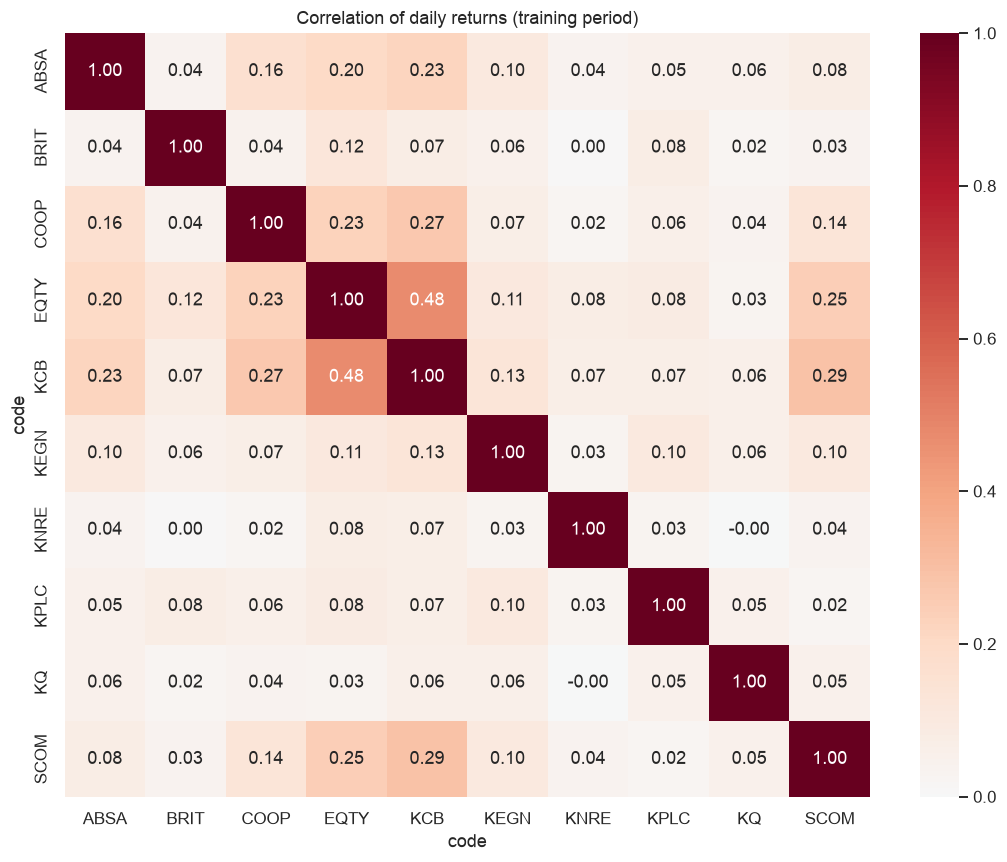 Correlation of daily returns (training period)
ABSA 1.00 0.04 0.16 0.20 0.23 0.10 0.04 0.05 0.06 0.08
BRIT 0.04 1.00 0.04 0.12 0.07 0.06 0.00 0.08 0.02 0.03
COOP 0.16 0.04 1.00 0.23 0.27 0.07 0.02 0.06 0.04 0.14
EQTY 0.20 0.12 0.23 1.00 0.48 0.11 0.08 0.08 0.03 0.25
KCB 0.23 0.07 0.27 0.48 1.00 0.13 0.07 0.07 0.06 0.29
KEGN 0.10 0.06 0.07 0.11 0.13 1.00 0.03 0.10 0.06 0.10
KNRE 0.04 0.00 0.02 0.08 0.07 0.03 1.00 0.03 -0.00 0.04
KPLC 0.05 0.08 0.06 0.08 0.07 0.10 0.03 1.00 0.05 0.02
KQ 0.06 0.02 0.04 0.03 0.06 0.06 -0.00 0.05 1.00 0.05
SCOM 0.08 0.03 0.14 0.25 0.29 0.10 0.04 0.02 0.05 1.00
ABSA BRIT COOP EQTY KCB KEGN KNRE KPLC KQ SCOM
code
code
1.0
0.8
0.6
0.4
0.2
0.0